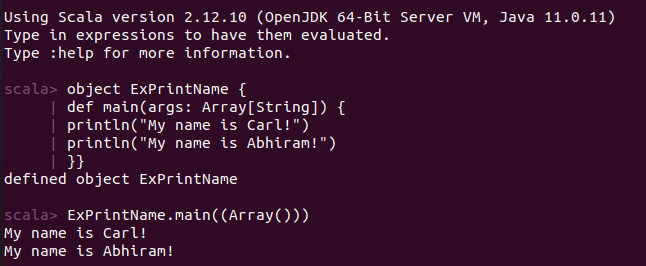 Using Scala version 2.12.10 (OpenJDK 64-Bit Server VM, Java 11.0.11)
Type in expressions to have them evaluated.
Type :help for more information.
scala> object ExPrintName {
| def main(args: Array[String]) {
| println("My name is Carl!")
| println("My name is Abhiram!")
| }}
defined object ExPrintName
scala> ExPrintName.main((Array()))
My name is Carl!
My name is Abhiram!